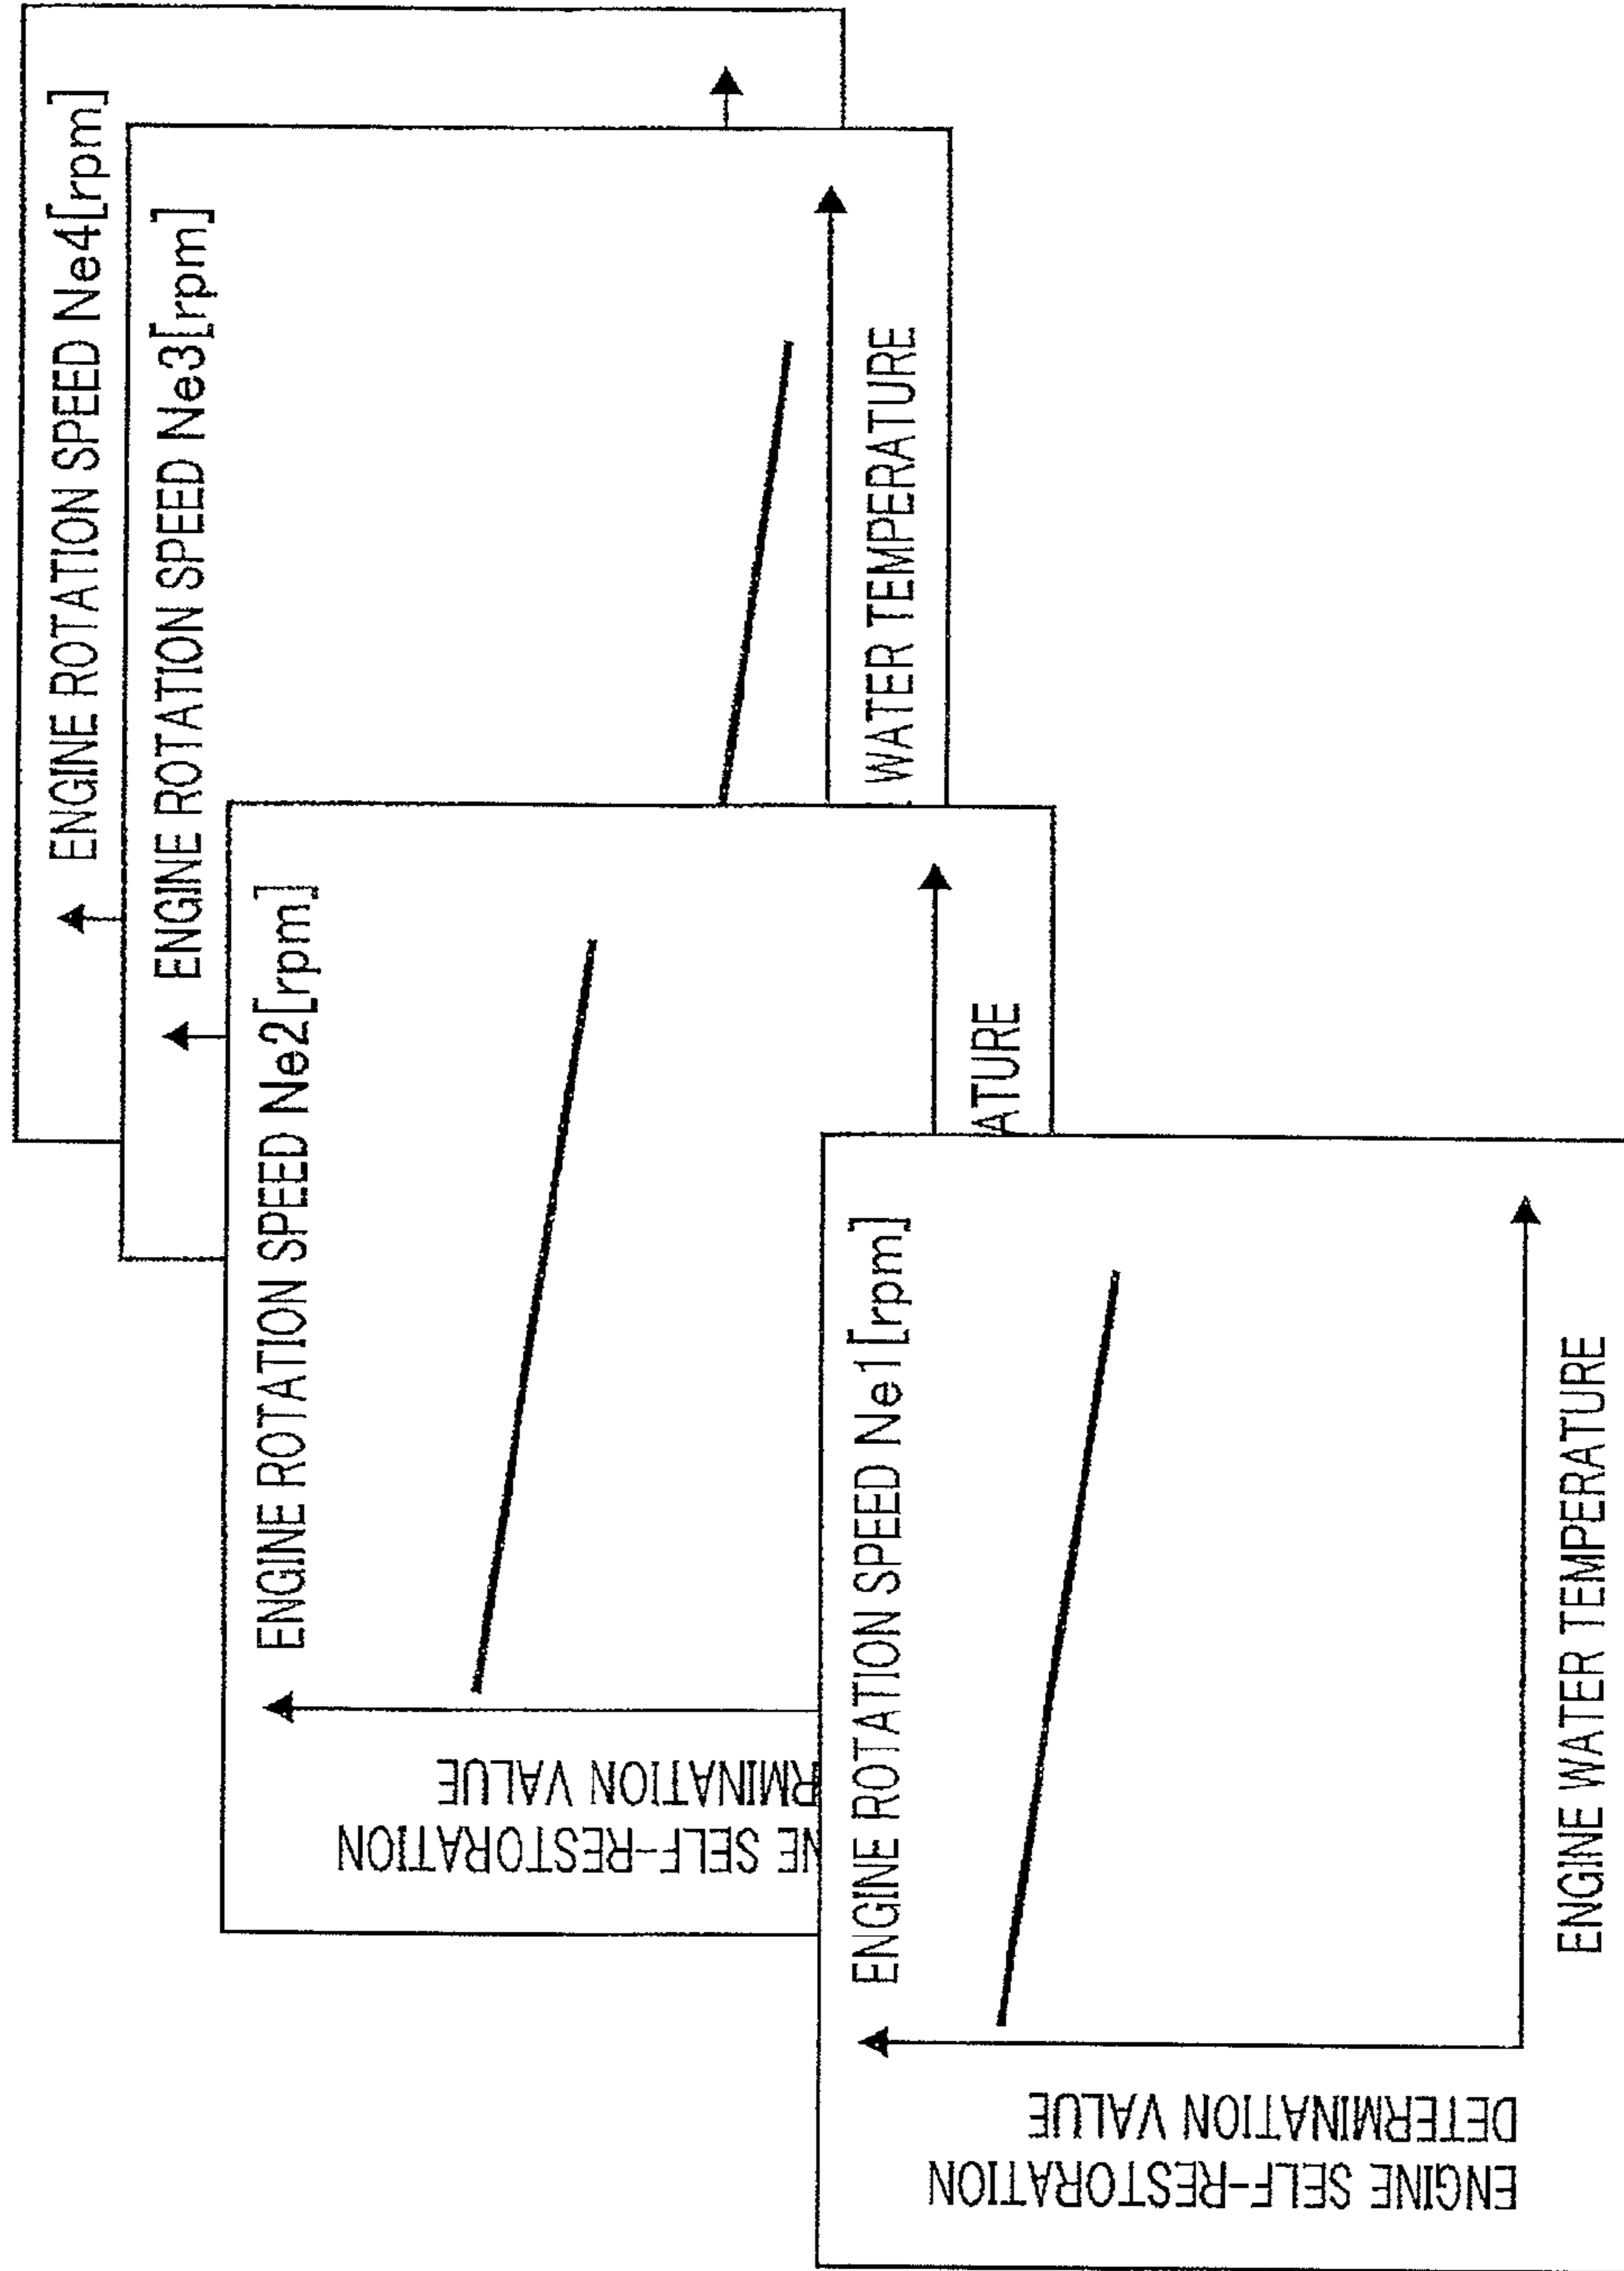 ENGINE ROTATION SPEED Ne4[rpm]
ENGINE ROTATION SPEED Ne3[rpm]
WATER TEMPERATURE
ENGINE ROTATION SPEED Ne2[rpm]
NE SELF-RESTORATION
RMINATION VALUE
ATURE
ENGINE ROTATION SPEED Ne1[rpm]
ENGINE SELF-RESTORATION
DETERMINATION VALUE
ENGINE WATER TEMPERATURE